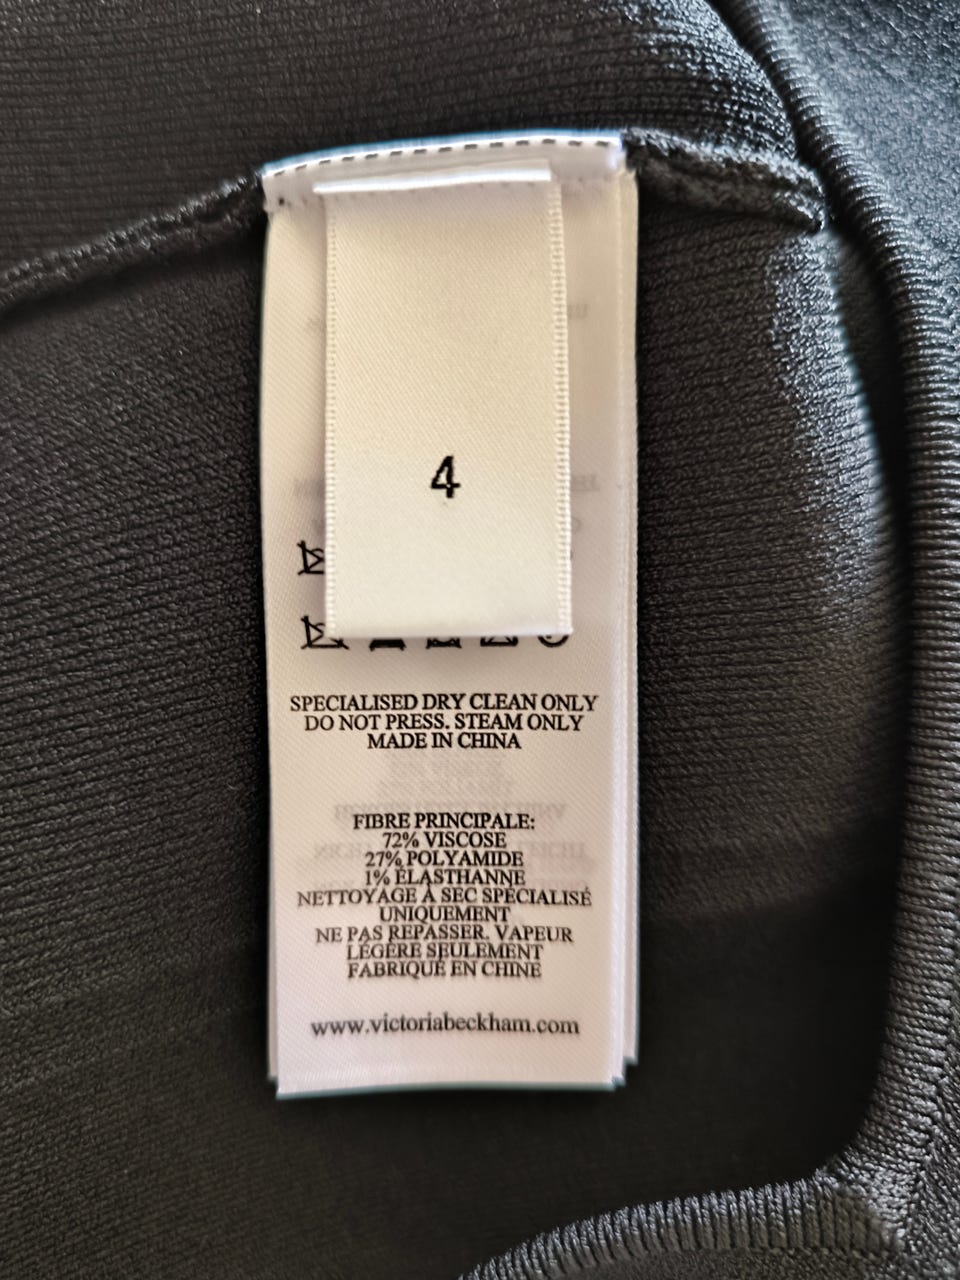 4
SPECIALISED DRY CLEAN ONLY
DO NOT PRESS. STEAM ONLY
MADE IN CHINA
FIBRE PRINCIPALE:
72% VISCOSE
27% POLYAMIDE
1% ÉLASTHANNE
NETTOYAGE À SEC SPÉCIALISÉ
UNIQUEMENT
NE PAS REPASSER. VAPEUR
LÉGÈRE SEULEMENT
FABRIQUÉ EN CHINE
www.victoriabeckham.com